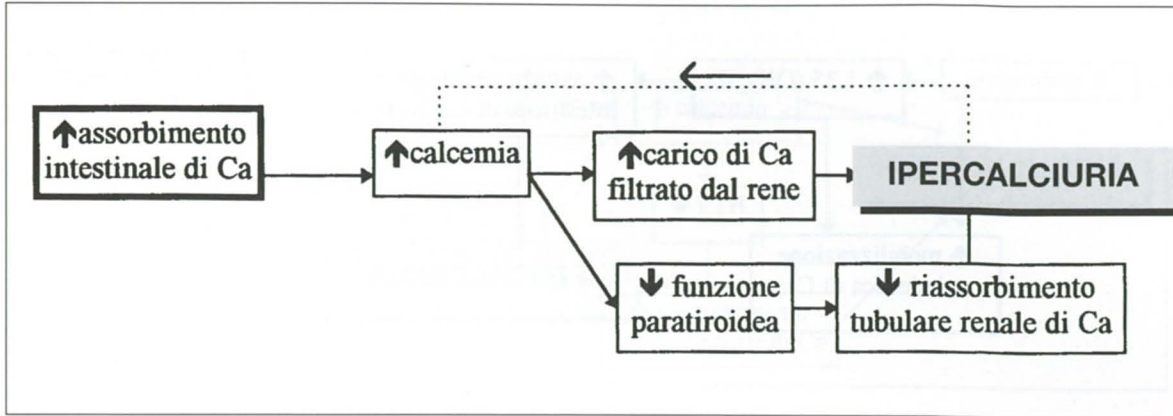 ↑assorbimento
intestinale di Ca
↑calcemia
↑carico di Ca
filtrato dal rene
IPERCALCIURIA
↓ funzione
paratiroidea
↓ riassorbimento
tubulare renale di Ca